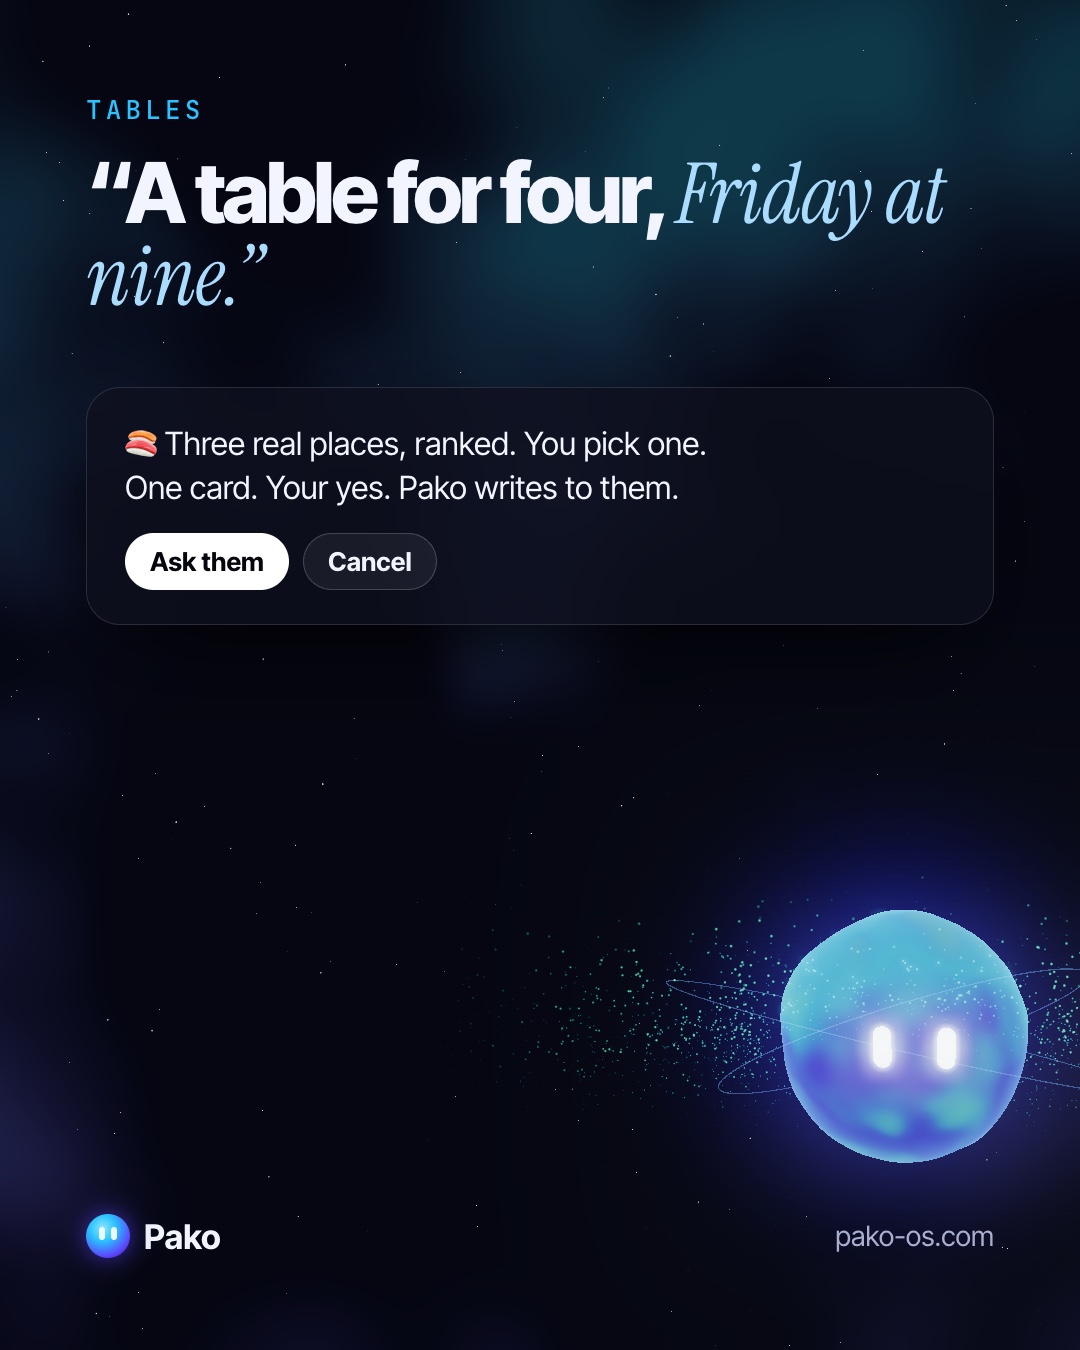 TABLES
“A table for four, Friday at
nine.”
🍣 Three real places, ranked. You pick one.
One card. Your yes. Pako writes to them.
Ask them
Cancel
Pako
pako-os.com